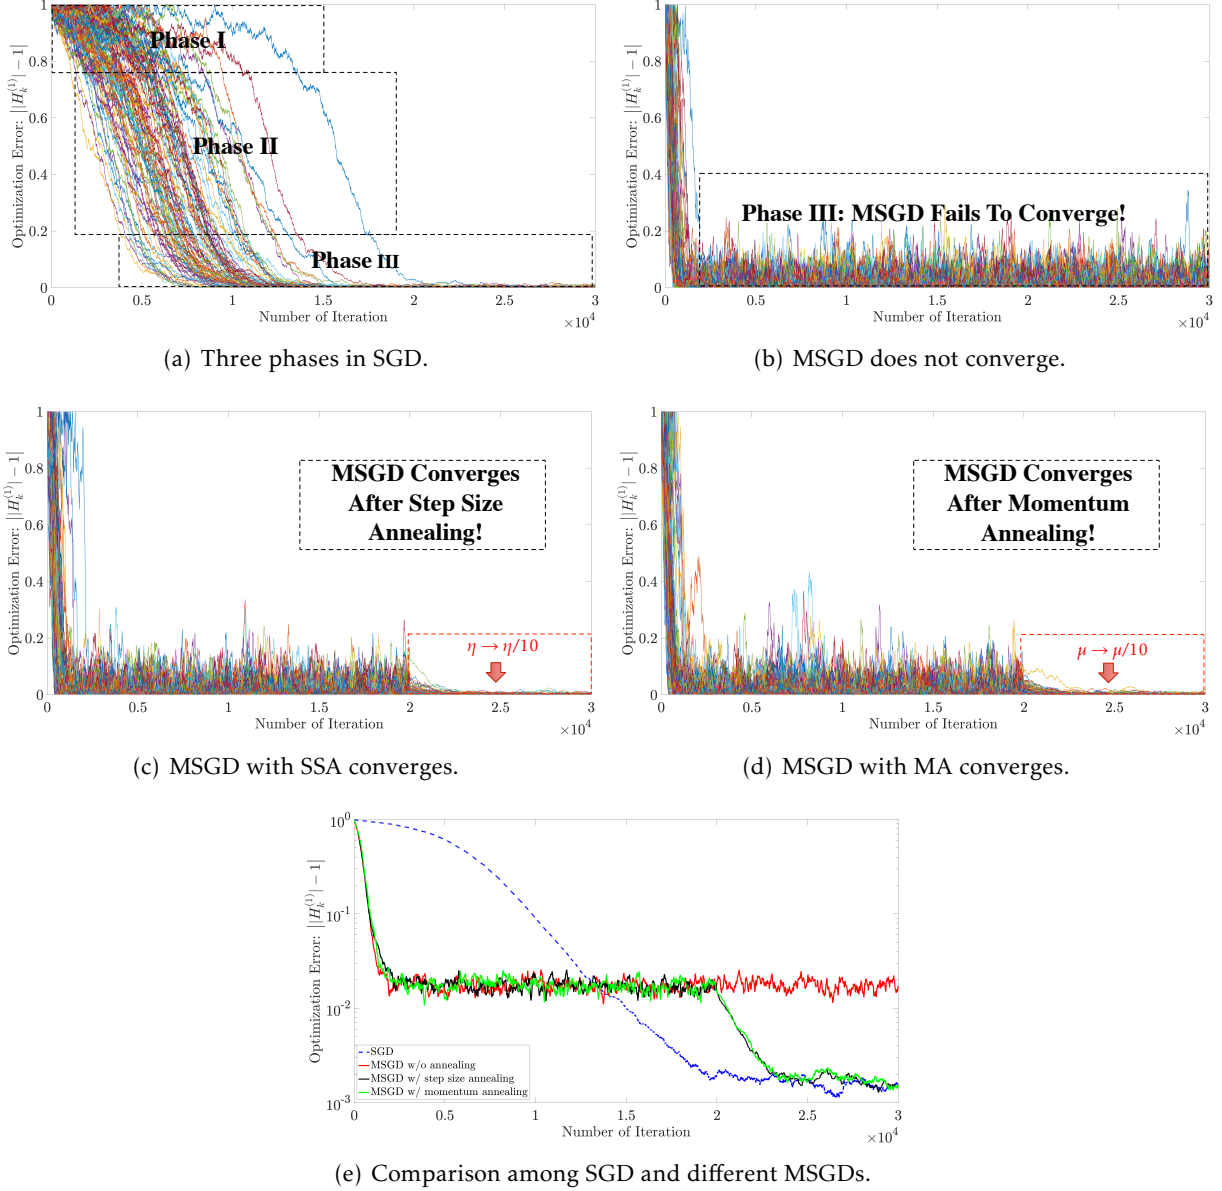 Optimization Error: ||H_k^{(1)}| − 1|
1
0.8
0.6
0.4
0.2
0
Phase I
Phase II
Phase III
0 0.5 1 1.5 2 2.5 3
Number of Iteration
×10^4
(a) Three phases in SGD.
Optimization Error: ||H_k^{(1)}| − 1|
1
0.8
0.6
0.4
0.2
0
Phase III: MSGD Fails To Converge!
0 0.5 1 1.5 2 2.5 3
Number of Iteration
×10^4
(b) MSGD does not converge.
Optimization Error: ||H_k^{(1)}| − 1|
1
0.8
0.6
0.4
0.2
0
MSGD Converges
After Step Size
Annealing!
η → η/10
0 0.5 1 1.5 2 2.5 3
Number of Iteration
×10^4
(c) MSGD with SSA converges.
Optimization Error: ||H_k^{(1)}| − 1|
1
0.8
0.6
0.4
0.2
0
MSGD Converges
After Momentum
Annealing!
μ → μ/10
0 0.5 1 1.5 2 2.5 3
Number of Iteration
×10^4
(d) MSGD with MA converges.
Optimization Error: ||H_k^{(1)}| − 1|
10^0
10^-1
10^-2
10^-3
SGD
MSGD w/o annealing
MSGD w/ step size annealing
MSGD w/ momentum annealing
0 0.5 1 1.5 2 2.5 3
Number of Iteration
×10^4
(e) Comparison among SGD and different MSGDs.